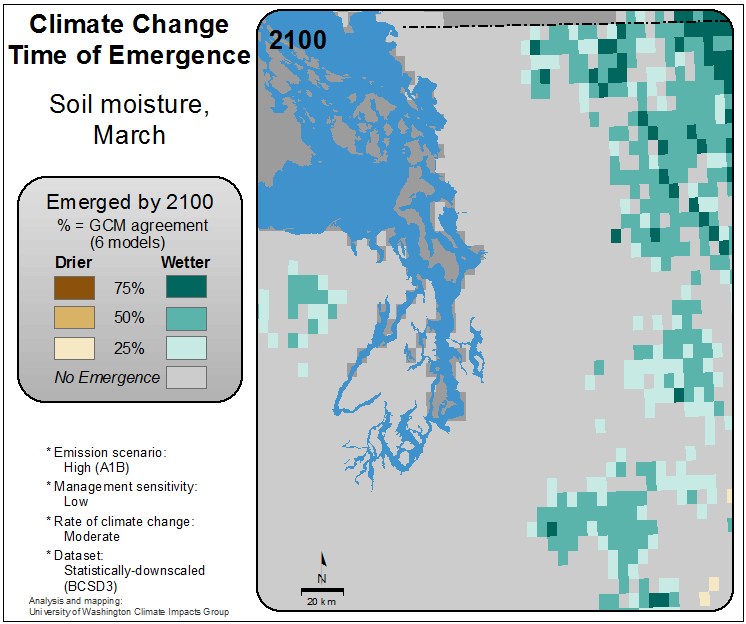 Climate Change
Time of Emergence
Soil moisture,
March
Emerged by 2100
% = GCM agreement
(6 models)
Drier Wetter
75%
50%
25%
No Emergence
* Emission scenario:
High (A1B)
* Management sensitivity:
Low
* Rate of climate change:
Moderate
* Dataset:
Statistically-downscaled
(BCSD3)
Analysis and mapping:
University of Washington Climate Impacts Group
2100
N
20 km